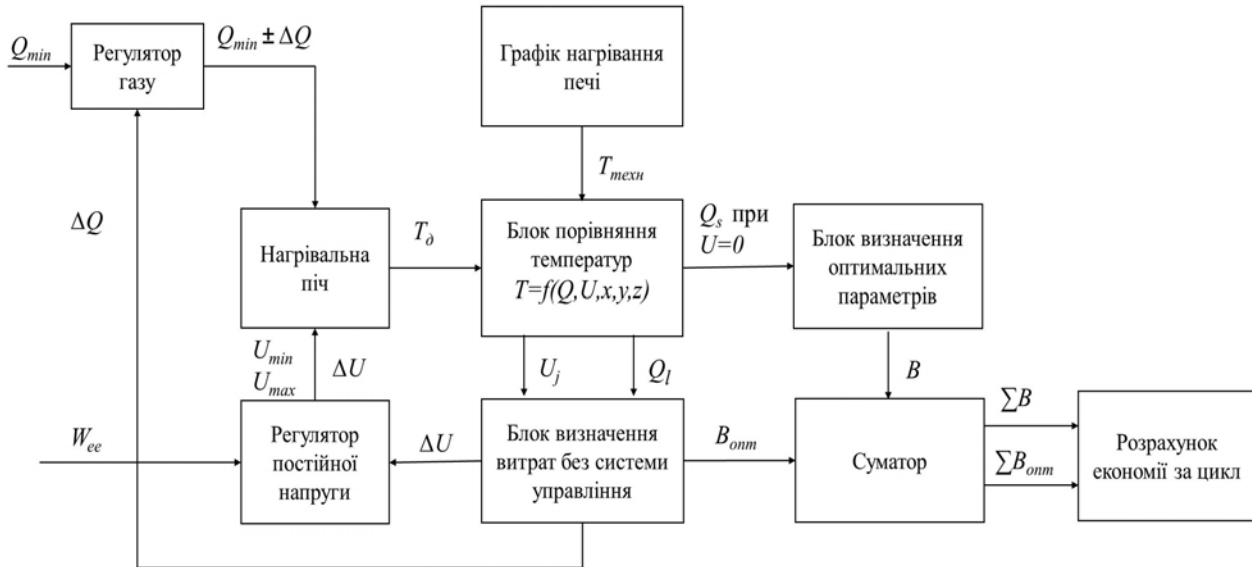 Q_min
Регулятор
газу
Q_min ± ΔQ
Графік нагрівання
печі
T_техн
ΔQ
Нагрівальна
піч
T_д
Блок порівняння
температур
T=f(Q,U,x,y,z)
Q_s при
U=0
Блок визначення
оптимальних
параметрів
U_min
U_max
ΔU
U_j
Q_l
B
W_ee
Регулятор
постійної
напруги
ΔU
Блок визначення
витрат без системи
управління
B_опт
Суматор
∑B
∑B_опт
Розрахунок
економії за цикл